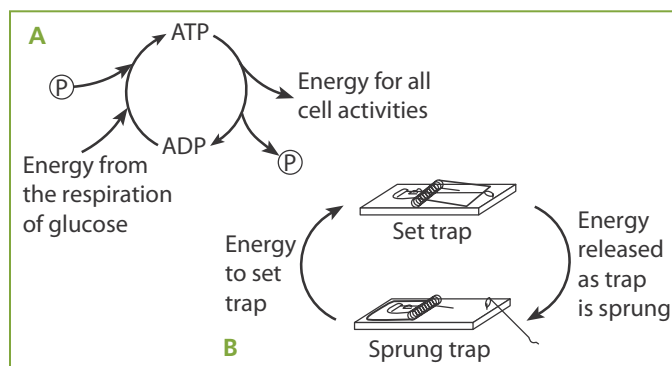 A
ATP
P
Energy for all
cell activities
ADP
P
Energy from
the respiration
of glucose
Set trap
Energy
to set
trap
Energy
released
as trap
is sprung
Sprung trap
B